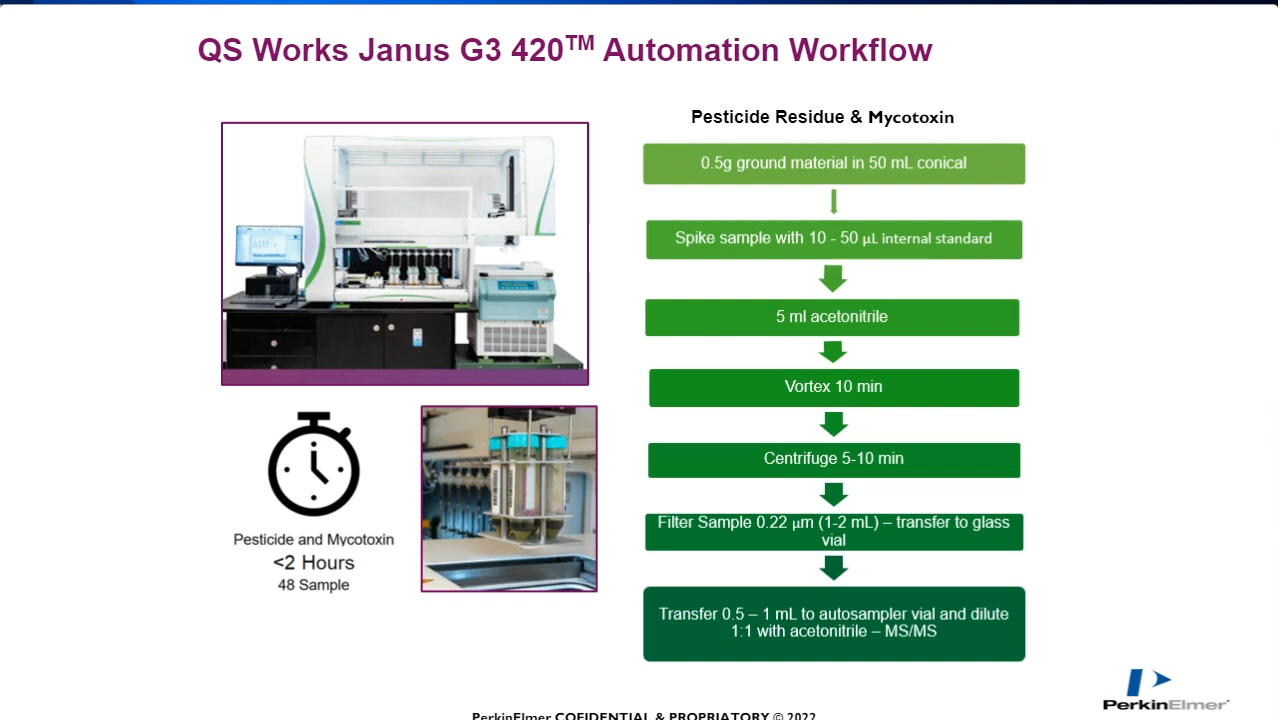 QS Works Janus G3 420TM Automation Workflow
Pesticide Residue & Mycotoxin
0.5g ground material in 50 mL conical
Spike sample with 10 - 50 µL internal standard
5 ml acetonitrile
Vortex 10 min
Centrifuge 5-10 min
Filter Sample 0.22 µm (1-2 mL) – transfer to glass
vial
Transfer 0.5 – 1 mL to autosampler vial and dilute
1:1 with acetonitrile – MS/MS
Pesticide and Mycotoxin
<2 Hours
48 Sample
PerkinElmer
PerkinElmer COFIDENTIAL & PROPRIATORY © 2022